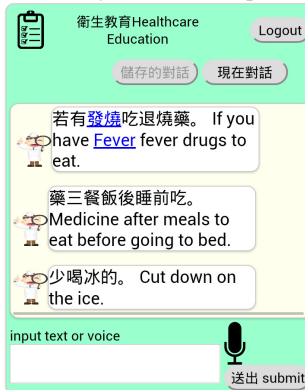 衛生教育Healthcare
Education
Logout
儲存的對話
現在對話
若有發燒吃退燒藥。 If you
have Fever fever drugs to
eat.
藥三餐飯後睡前吃。
Medicine after meals to
eat before going to bed.
少喝冰的。 Cut down on
the ice.
input text or voice
送出 submit